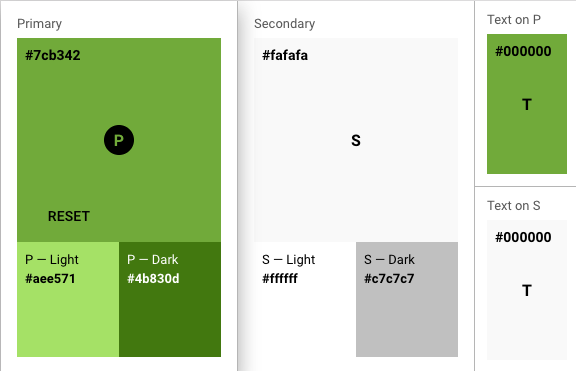 Primary
#7cb342
P
RESET
P — Light
#aee571
P — Dark
#4b830d
Secondary
#fafafa
S
S — Light
#ffffff
S — Dark
#c7c7c7
Text on P
#000000
T
Text on S
#000000
T